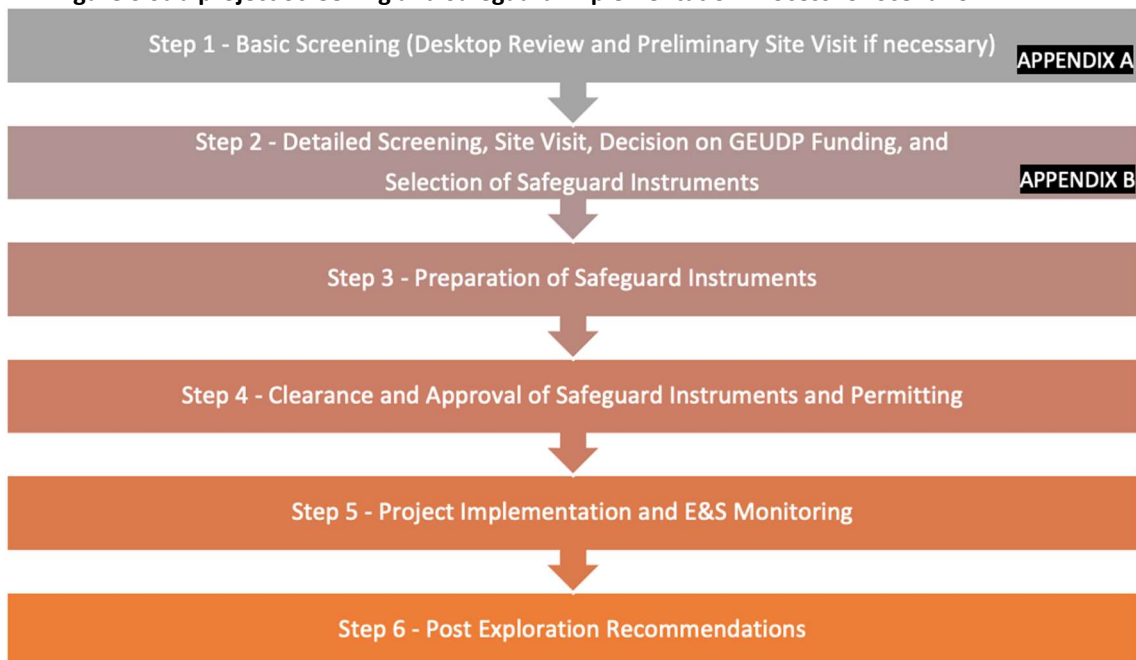 Step 1 - Basic Screening (Desktop Review and Preliminary Site Visit if necessary)
APPENDIX A
Step 2 - Detailed Screening, Site Visit, Decision on GEUDP Funding, and
Selection of Safeguard Instruments
APPENDIX B
Step 3 - Preparation of Safeguard Instruments
Step 4 - Clearance and Approval of Safeguard Instruments and Permitting
Step 5 - Project Implementation and E&S Monitoring
Step 6 - Post Exploration Recommendations